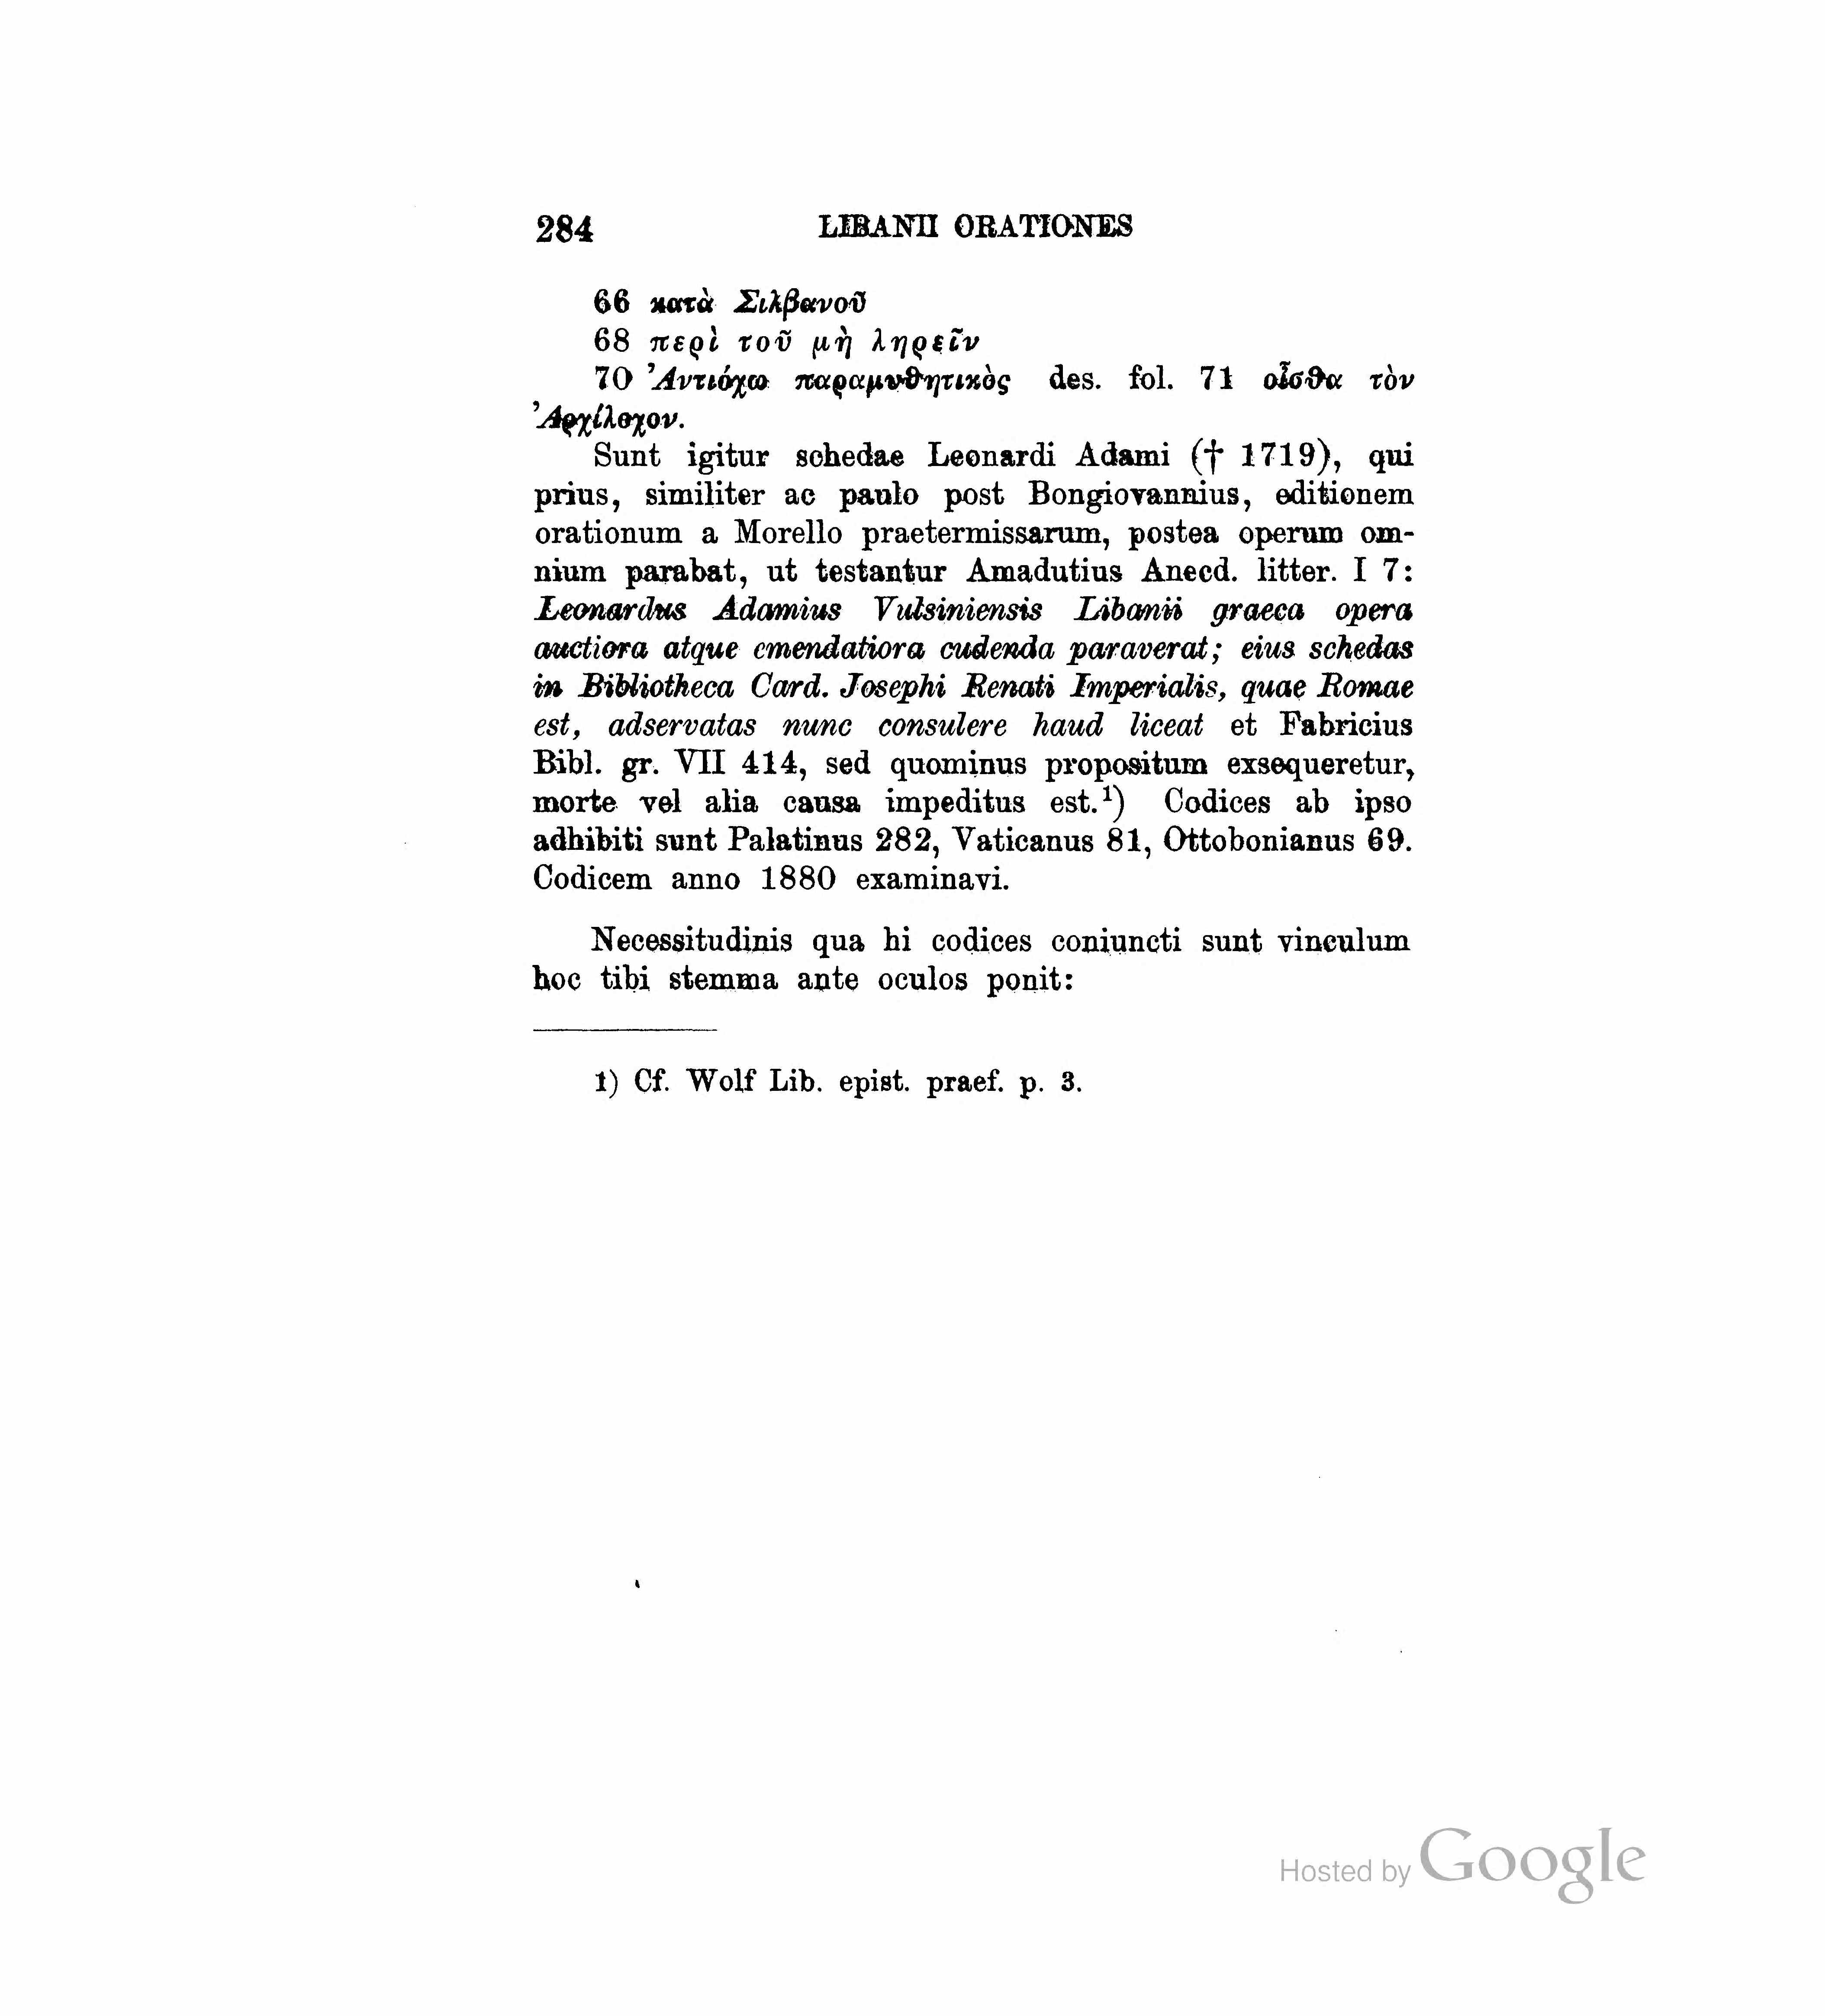 284 LIBANII ORATIONES
66 κατὰ Σιλβανοῦ
68 περὶ τοῦ μὴ ληρεῖν
70 Ἀντιόχῳ παραμυθητικὸς des. fol. 71 οἶσθα τὸν
Ἀρχίλοχον.
Sunt igitur schedae Leonardi Adami († 1719), qui
prius, similiter ac paulo post Bongiovannius, editionem
orationum a Morello praetermissarum, postea operum om-
nium parabat, ut testantur Amadutius Anecd. litter. I 7:
Leonardus Adamius Vulsiniensis Libanii graeca opera
auctiora atque emendatiora cudenda paraverat; eius schedas
in Bibliotheca Card. Josephi Renati Imperialis, quae Romae
est, adservatas nunc consulere haud liceat et Fabricius
Bibl. gr. VII 414, sed quominus propositum exsequeretur,
morte vel alia causa impeditus est.¹) Codices ab ipso
adhibiti sunt Palatinus 282, Vaticanus 81, Ottobonianus 69.
Codicem anno 1880 examinavi.
Necessitudinis qua hi codices coniuncti sunt vinculum
hoc tibi stemma ante oculos ponit:
1) Cf. Wolf Lib. epist. praef. p. 3.
Hosted by Google